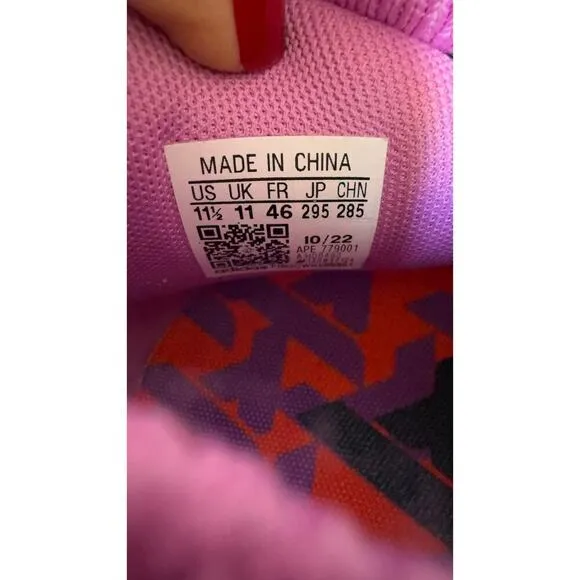 MADE IN CHINA
US UK FR JP CHN
11½ 11 46 295 285
10/22
APE 779001